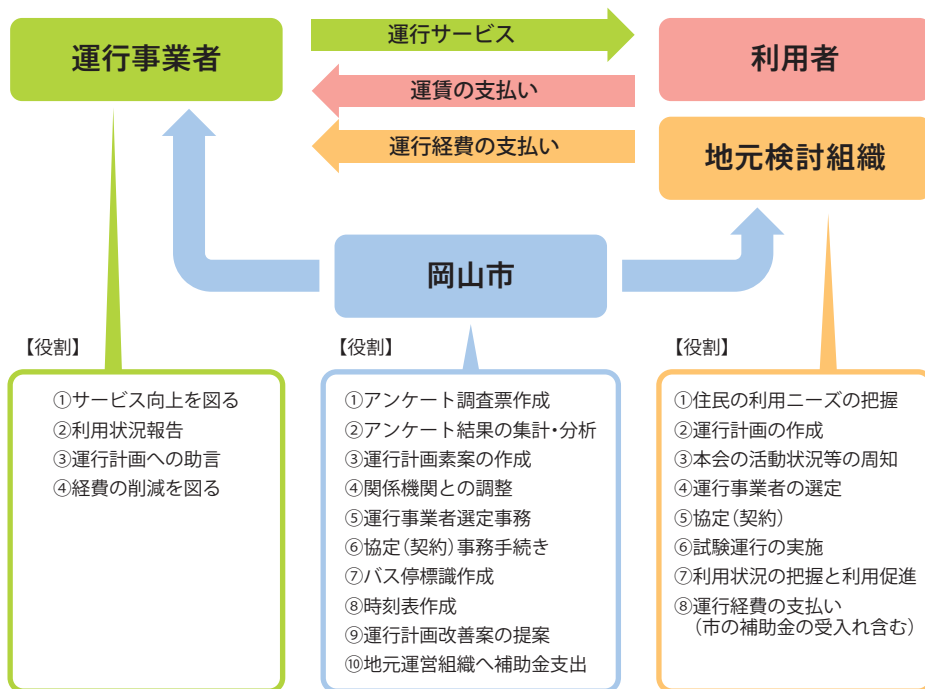 運行事業者
運行サービス
利用者
運賃の支払い
運行経費の支払い
地元検討組織
岡山市
【役割】
①サービス向上を図る
②利用状況報告
③運行計画への助言
④経費の削減を図る
【役割】
①アンケート調査票作成
②アンケート結果の集計・分析
③運行計画素案の作成
④関係機関との調整
⑤運行事業者選定事務
⑥協定(契約)事務手続き
⑦バス停標識作成
⑧時刻表作成
⑨運行計画改善案の提案
⑩地元運営組織へ補助金支出
【役割】
①住民の利用ニーズの把握
②運行計画の作成
③本会の活動状況等の周知
④運行事業者の選定
⑤協定(契約)
⑥試験運行の実施
⑦利用状況の把握と利用促進
⑧運行経費の支払い
(市の補助金の受入れ含む)